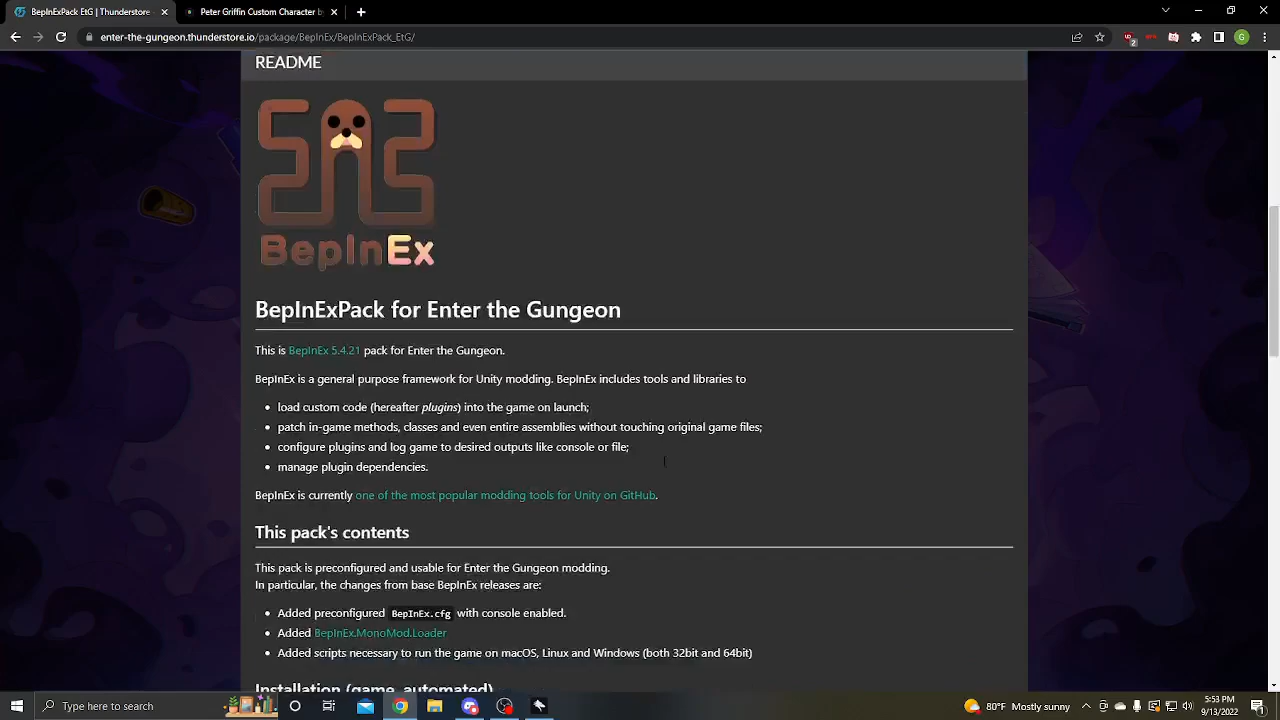 BepInExPack EtG | Thunderstore -
Peter Griffin Custom Character b
enter-the-gungeon.thunderstore.io/package/BepInEx/BepInExPack_EtG/
2
G
README
BepInEx
BepInExPack for Enter the Gungeon
This is BepInEx 5.4.21 pack for Enter the Gungeon.
BepInEx is a general purpose framework for Unity modding. BepInEx includes tools and libraries to
load custom code (hereafter plugins) into the game on launch;
patch in-game methods, classes and even entire assemblies without touching original game files;
configure plugins and log game to desired outputs like console or file;
manage plugin dependencies.
BepInEx is currently one of the most popular modding tools for Unity on GitHub.
This pack's contents
This pack is preconfigured and usable for Enter the Gungeon modding.
In particular, the changes from base BepInEx releases are:
Added preconfigured BepInEx.cfg with console enabled.
Added BepInEx.MonoMod.Loader
Added scripts necessary to run the game on macOS, Linux and Windows (both 32bit and 64bit)
Installation (game, automated)
Type here to search
80°F Mostly sunny
5:53 PM
9/13/2022